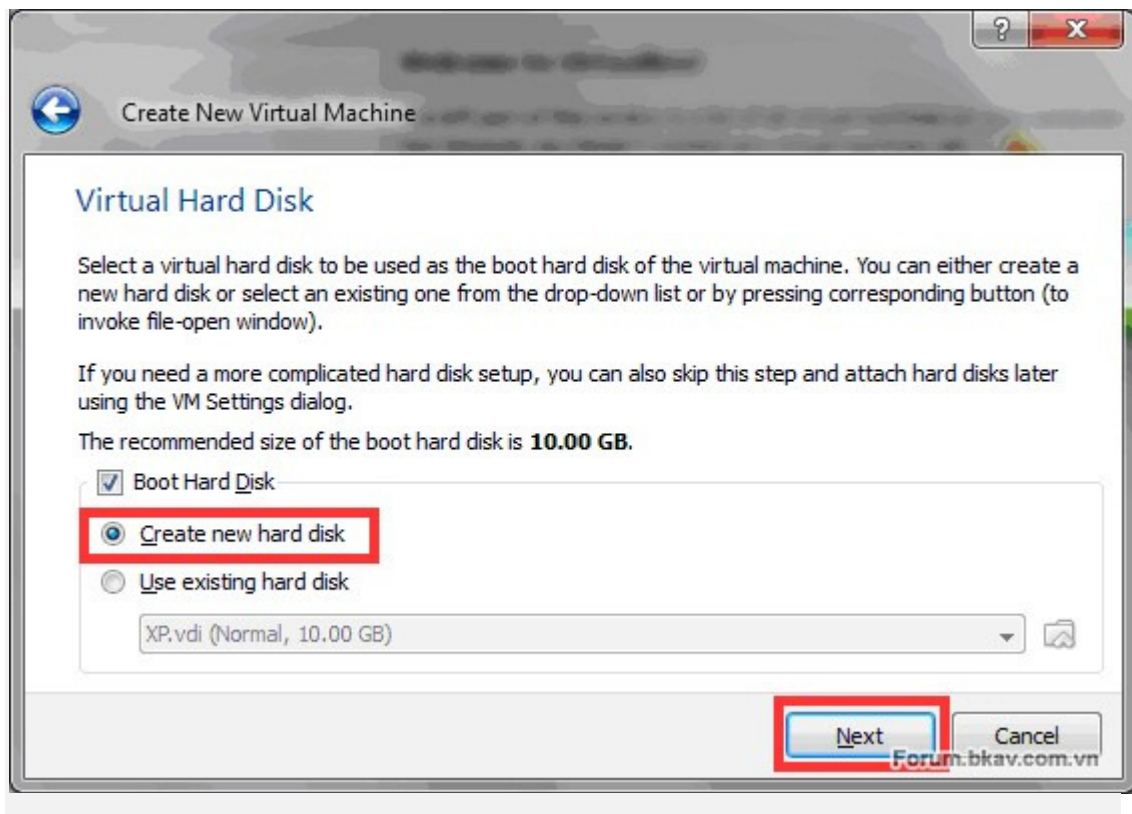 Create New Virtual Machine
Virtual Hard Disk
Select a virtual hard disk to be used as the boot hard disk of the virtual machine. You can either create a
new hard disk or select an existing one from the drop-down list or by pressing corresponding button (to
invoke file-open window).
If you need a more complicated hard disk setup, you can also skip this step and attach hard disks later
using the VM Settings dialog.
The recommended size of the boot hard disk is 10.00 GB.
Boot Hard Disk
Create new hard disk
Use existing hard disk
XP.vdi (Normal, 10.00 GB)
Next Cancel
Forum.bkav.com.vn